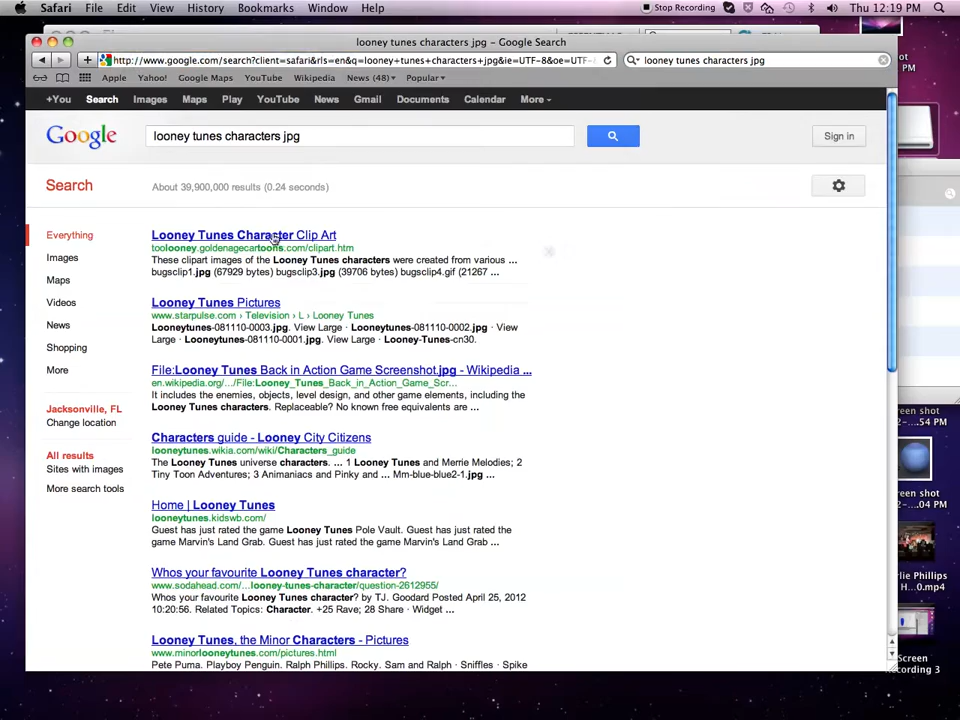 Safari File Edit View History Bookmarks Window Help Stop Recording Thu 12:19 PM
looney tunes characters jpg - Google Search
http://www.google.com/search?client=safari&rls=en&q=looney+tunes+characters+jpg&ie=UTF-8&oe=UTF- looney tunes characters jpg
Apple Yahoo! Google Maps YouTube Wikipedia News (48) Popular
+You Search Images Maps Play YouTube News Gmail Documents Calendar More
Google looney tunes characters jpg Sign in
Search About 39,900,000 results (0.24 seconds)
Everything
Images
Maps
Videos
News
Shopping
More
Jacksonville, FL
Change location
All results
Sites with images
More search tools
Looney Tunes Character Clip Art
toolooney.goldenagecartoons.com/clipart.htm
These clipart images of the Looney Tunes characters were created from various ...
bugsclip1.jpg (67929 bytes) bugsclip3.jpg (39706 bytes) bugsclip4.gif (21267 ...
Looney Tunes Pictures
www.starpulse.com › Television › L › Looney Tunes
Looneytunes-081110-0003.jpg. View Large · Looneytunes-081110-0002.jpg · View
Large · Looneytunes-081110-0001.jpg. View Large · Looney-Tunes-cn30.
File:Looney Tunes Back in Action Game Screenshot.jpg - Wikipedia ...
en.wikipedia.org/.../File:Looney_Tunes_Back_in_Action_Game_Scr...
It includes the enemies, objects, level design, and other game elements, including the
Looney Tunes characters. Replaceable? No known free equivalents are ...
Characters guide - Looney City Citizens
looneytunes.wikia.com/wiki/Characters_guide
The Looney Tunes universe characters. ... 1 Looney Tunes and Merrie Melodies; 2
Tiny Toon Adventures; 3 Animaniacs and Pinky and ... Mm-blue-blue2-1.jpg ...
Home | Looney Tunes
looneytunes.kidswb.com/
Guest has just rated the game Looney Tunes Pole Vault. Guest has just rated the
game Marvin's Land Grab. Guest has just rated the game Marvin's Land Grab ...
Whos your favourite Looney Tunes character?
www.sodahead.com/...looney-tunes-character/question-2612955/
Whos your favourite Looney Tunes character? by TJ. Goodard Posted April 25, 2012
10:20:56. Related Topics: Character. +25 Rave; 28 Share · Widget ...
Looney Tunes, the Minor Characters - Pictures
www.minorlooneytunes.com/pictures.html
Pete Puma. Playboy Penguin. Ralph Phillips. Rocky. Sam and Ralph · Sniffles · Spike
PM
creen shot
2-....54 PM
een shot
2-....04 PM
rlie Phillips
H....0.mp4
Screen
ecording 3